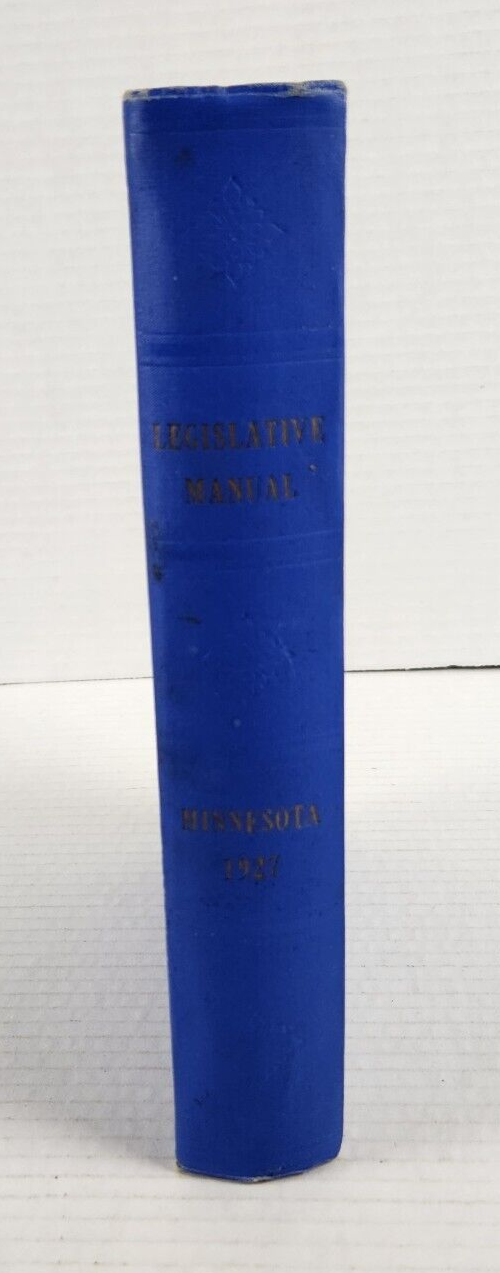 LEGISLATIVE
MANUAL
MINNESOTA
1927